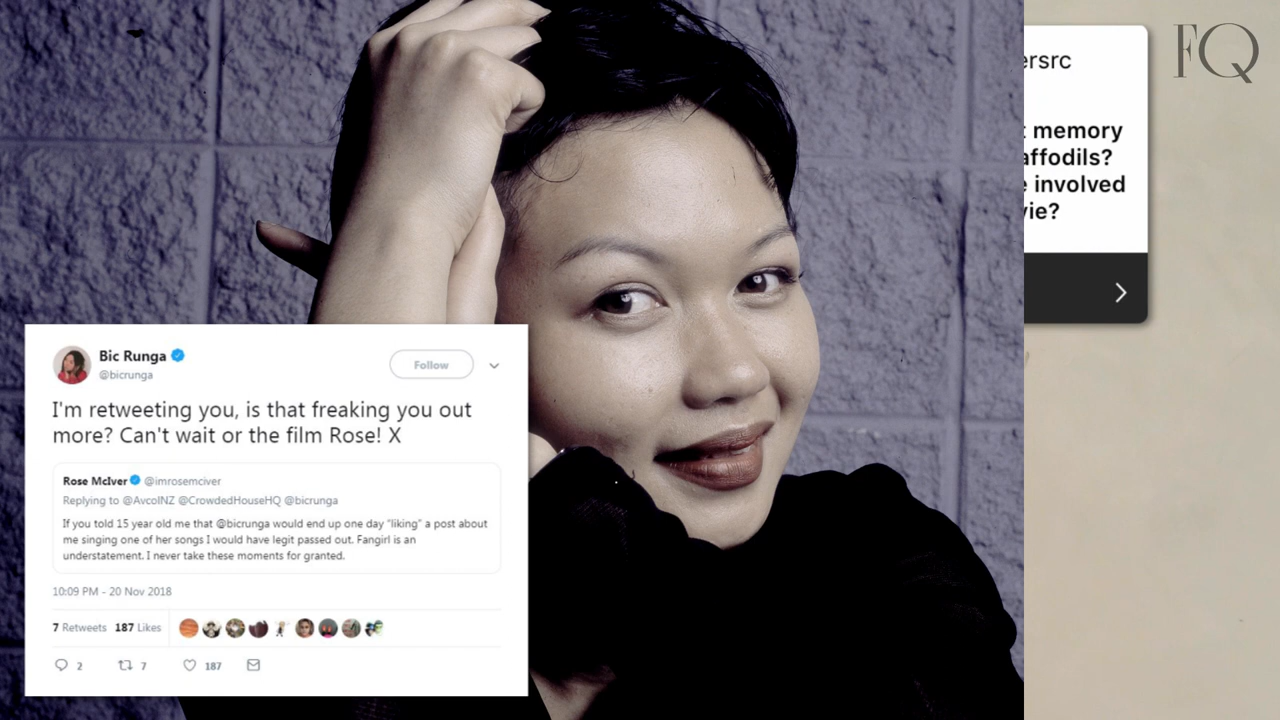 Bic Runga
@bicrunga
Follow
I'm retweeting you, is that freaking you out
more? Can't wait or the film Rose! X
Rose McIver @imrosemciver
Replying to @AvcoINZ @CrowdedHouseHQ @bicrunga
If you told 15 year old me that @bicrunga would end up one day “liking” a post about
me singing one of her songs I would have legit passed out. Fangirl is an
understatement. I never take these moments for granted.
10:09 PM - 20 Nov 2018
7 Retweets 187 Likes
2 7 187
ersrc
memory
affodils?
involved
vie?
FQ